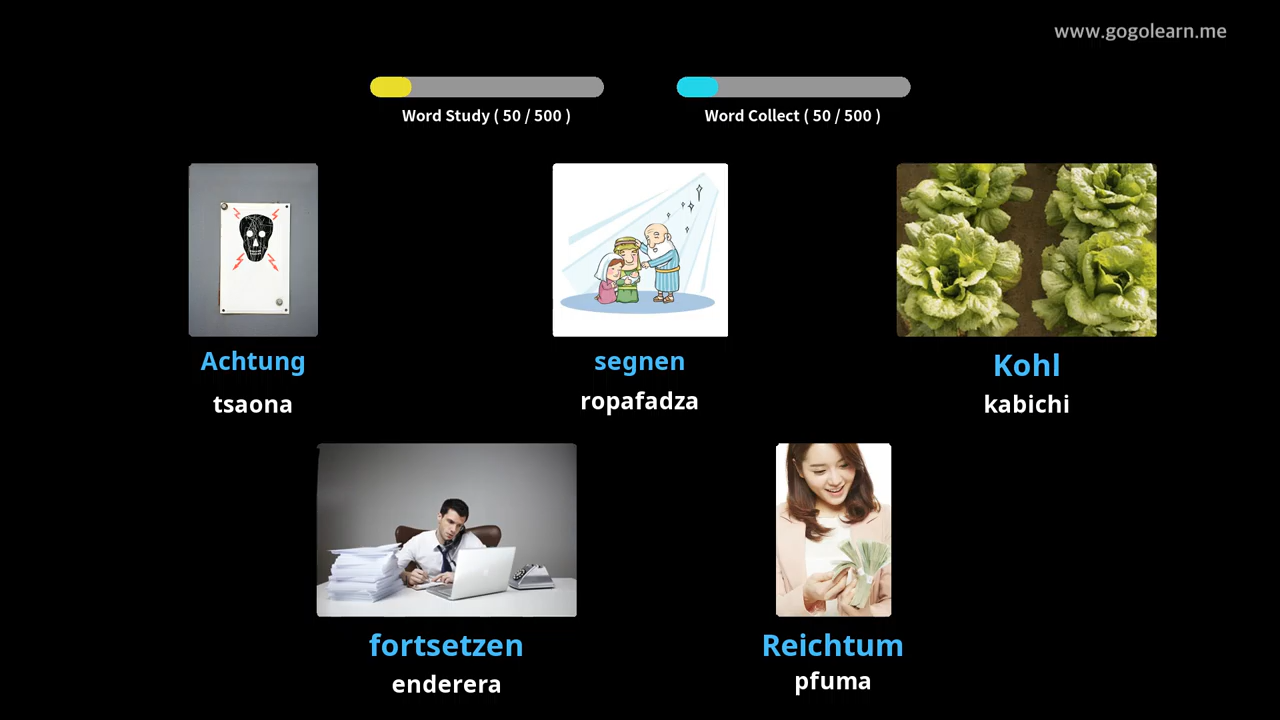 www.gogolearn.me
Word Study ( 50 / 500 )
Word Collect ( 50 / 500 )
Achtung
tsaona
segnen
ropafadza
Kohl
kabichi
fortsetzen
enderera
Reichtum
pfuma